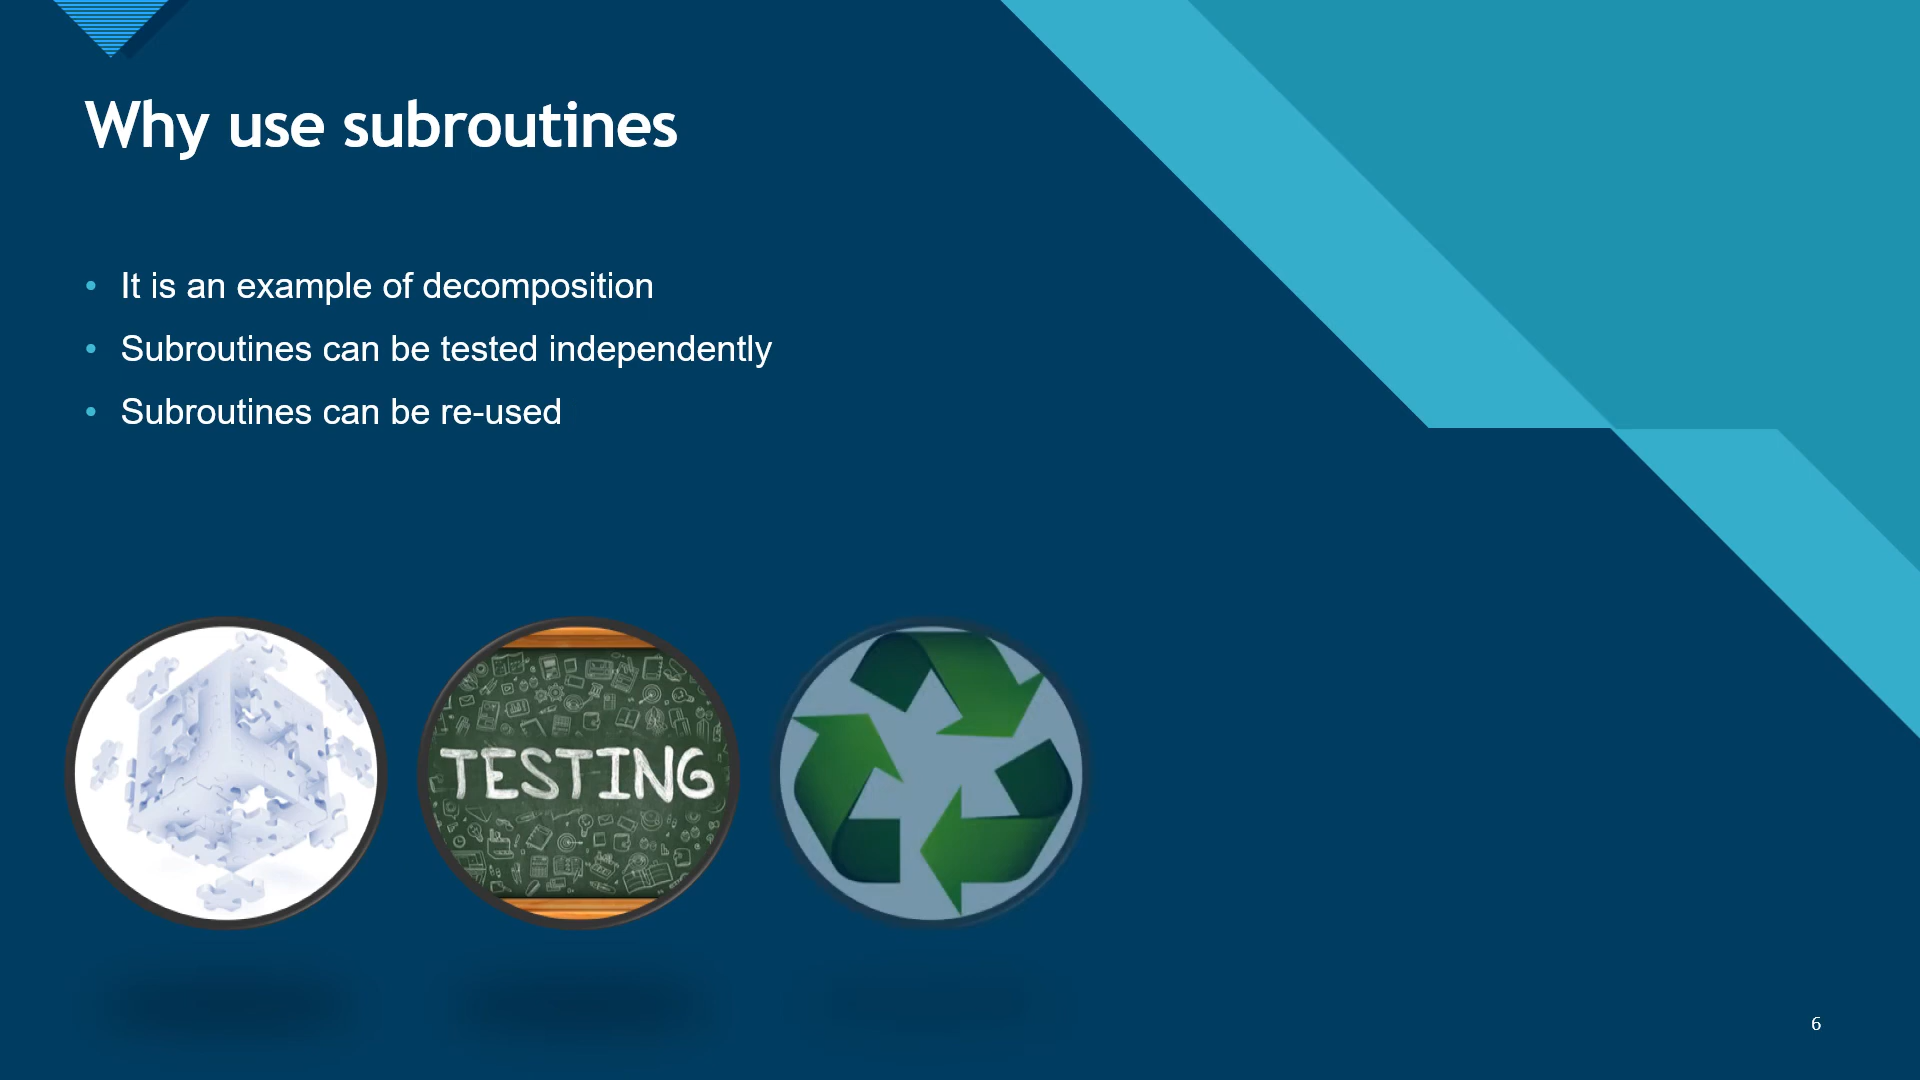 Why use subroutines
• It is an example of decomposition
• Subroutines can be tested independently
• Subroutines can be re-used
TESTING
6